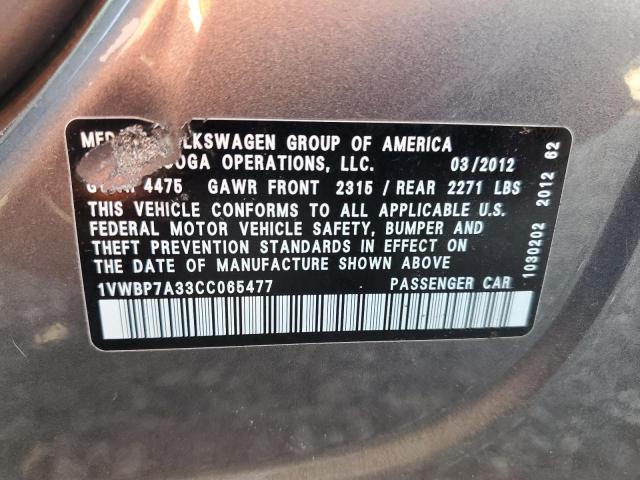 MFD LKSWAGEN GROUP OF AMERICA
OOGA OPERATIONS, LLC. 03/2012
4475 GAWR FRONT 2315 / REAR 2271 LBS
THIS VEHICLE CONFORMS TO ALL APPLICABLE U.S.
FEDERAL MOTOR VEHICLE SAFETY, BUMPER AND
THEFT PREVENTION STANDARDS IN EFFECT ON
THE DATE OF MANUFACTURE SHOWN ABOVE
1VWBP7A33CC065477 PASSENGER CAR
1030202 2012 62